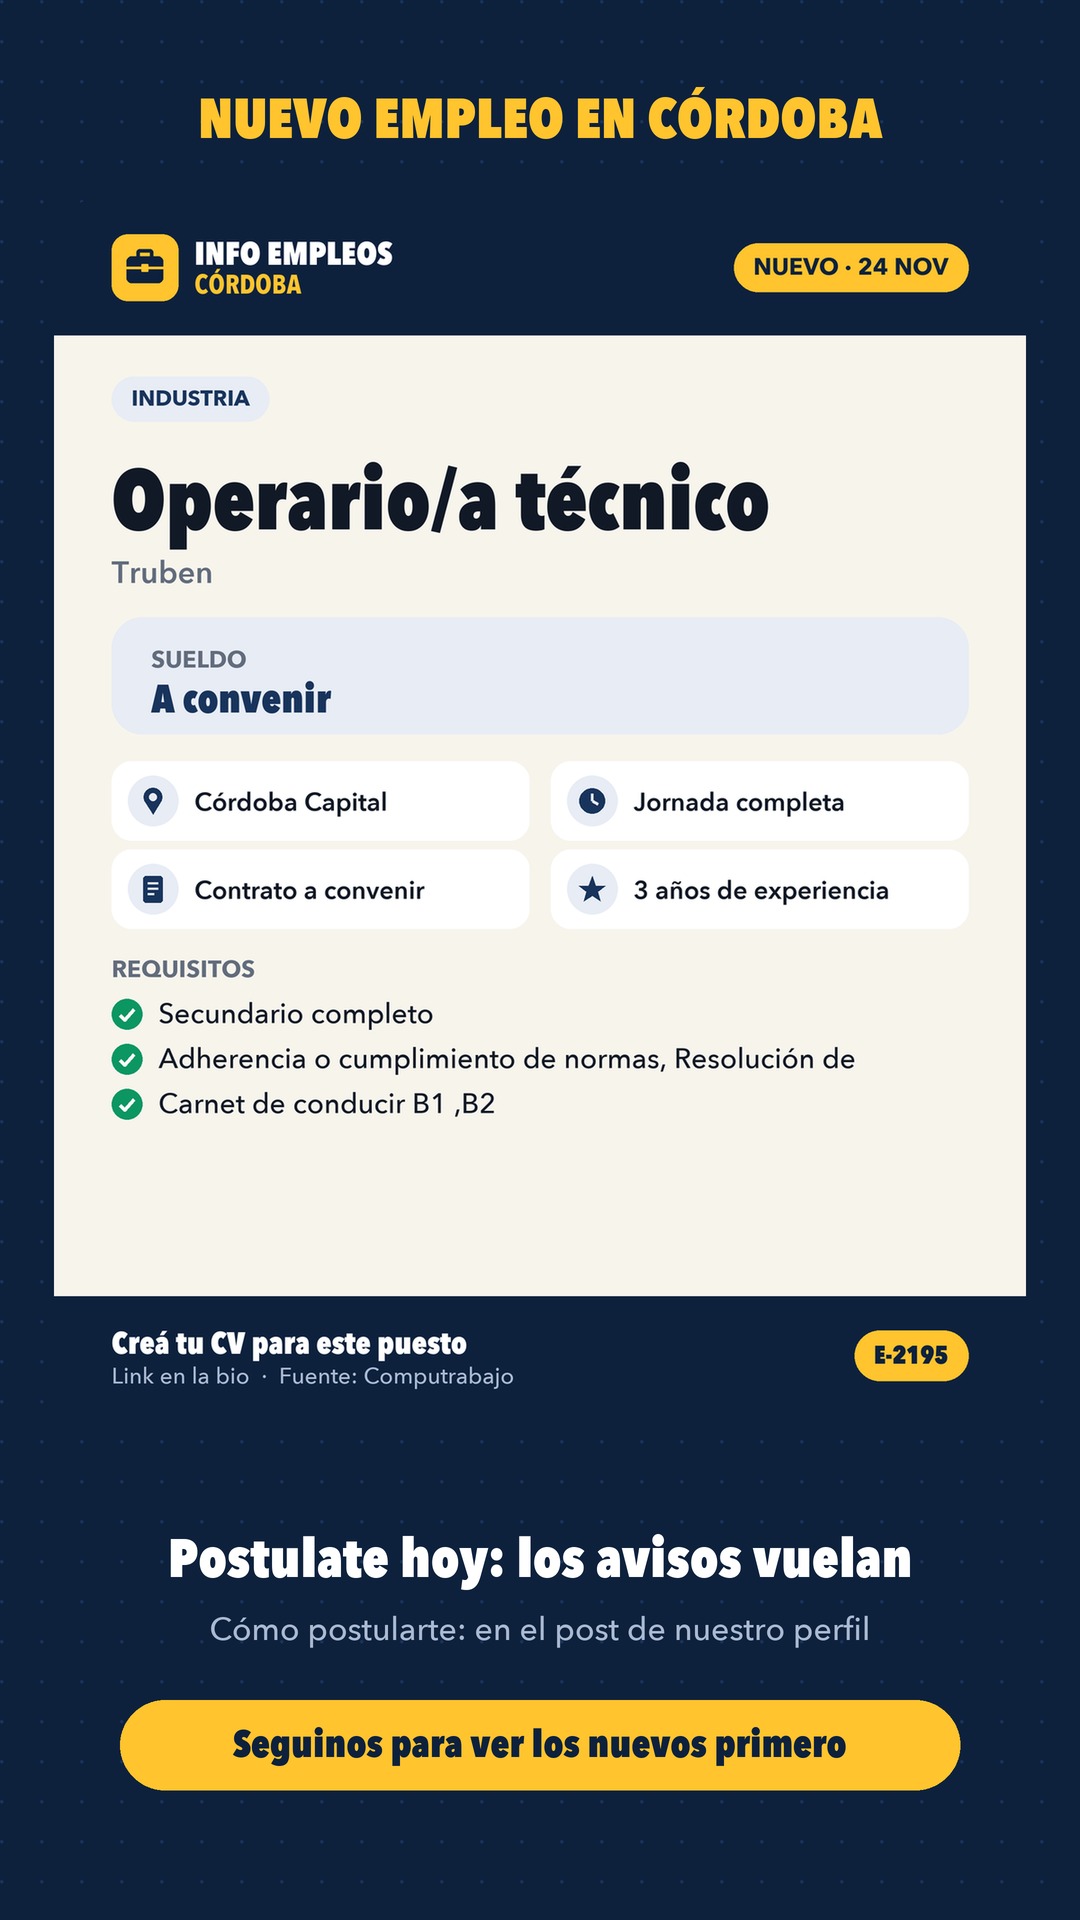 NUEVO EMPLEO EN CÓRDOBA
INFO EMPLEOS
CÓRDOBA
NUEVO · 24 NOV
INDUSTRIA
Operario/a técnico
Truben
SUELDO
A convenir
Córdoba Capital
Jornada completa
Contrato a convenir
3 años de experiencia
REQUISITOS
Secundario completo
Adherencia o cumplimiento de normas, Resolución de
Carnet de conducir B1 ,B2
Creá tu CV para este puesto
Link en la bio · Fuente: Computrabajo
E-2195
Postulate hoy: los avisos vuelan
Cómo postularte: en el post de nuestro perfil
Seguinos para ver los nuevos primero